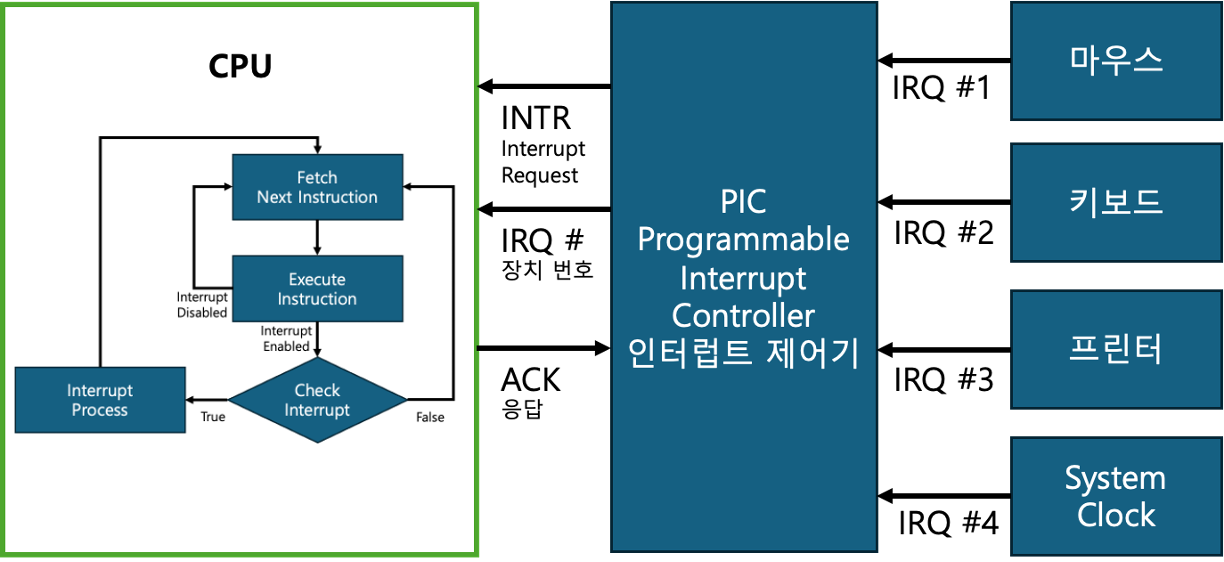 CPU
Fetch
Next Instruction
Execute
Instruction
Interrupt
Disabled
Interrupt
Enabled
Check
Interrupt
True
False
Interrupt
Process
INTR
Interrupt
Request
IRQ #
장치 번호
ACK
응답
PIC
Programmable
Interrupt
Controller
인터럽트 제어기
IRQ #1
마우스
IRQ #2
키보드
IRQ #3
프린터
IRQ #4
System
Clock